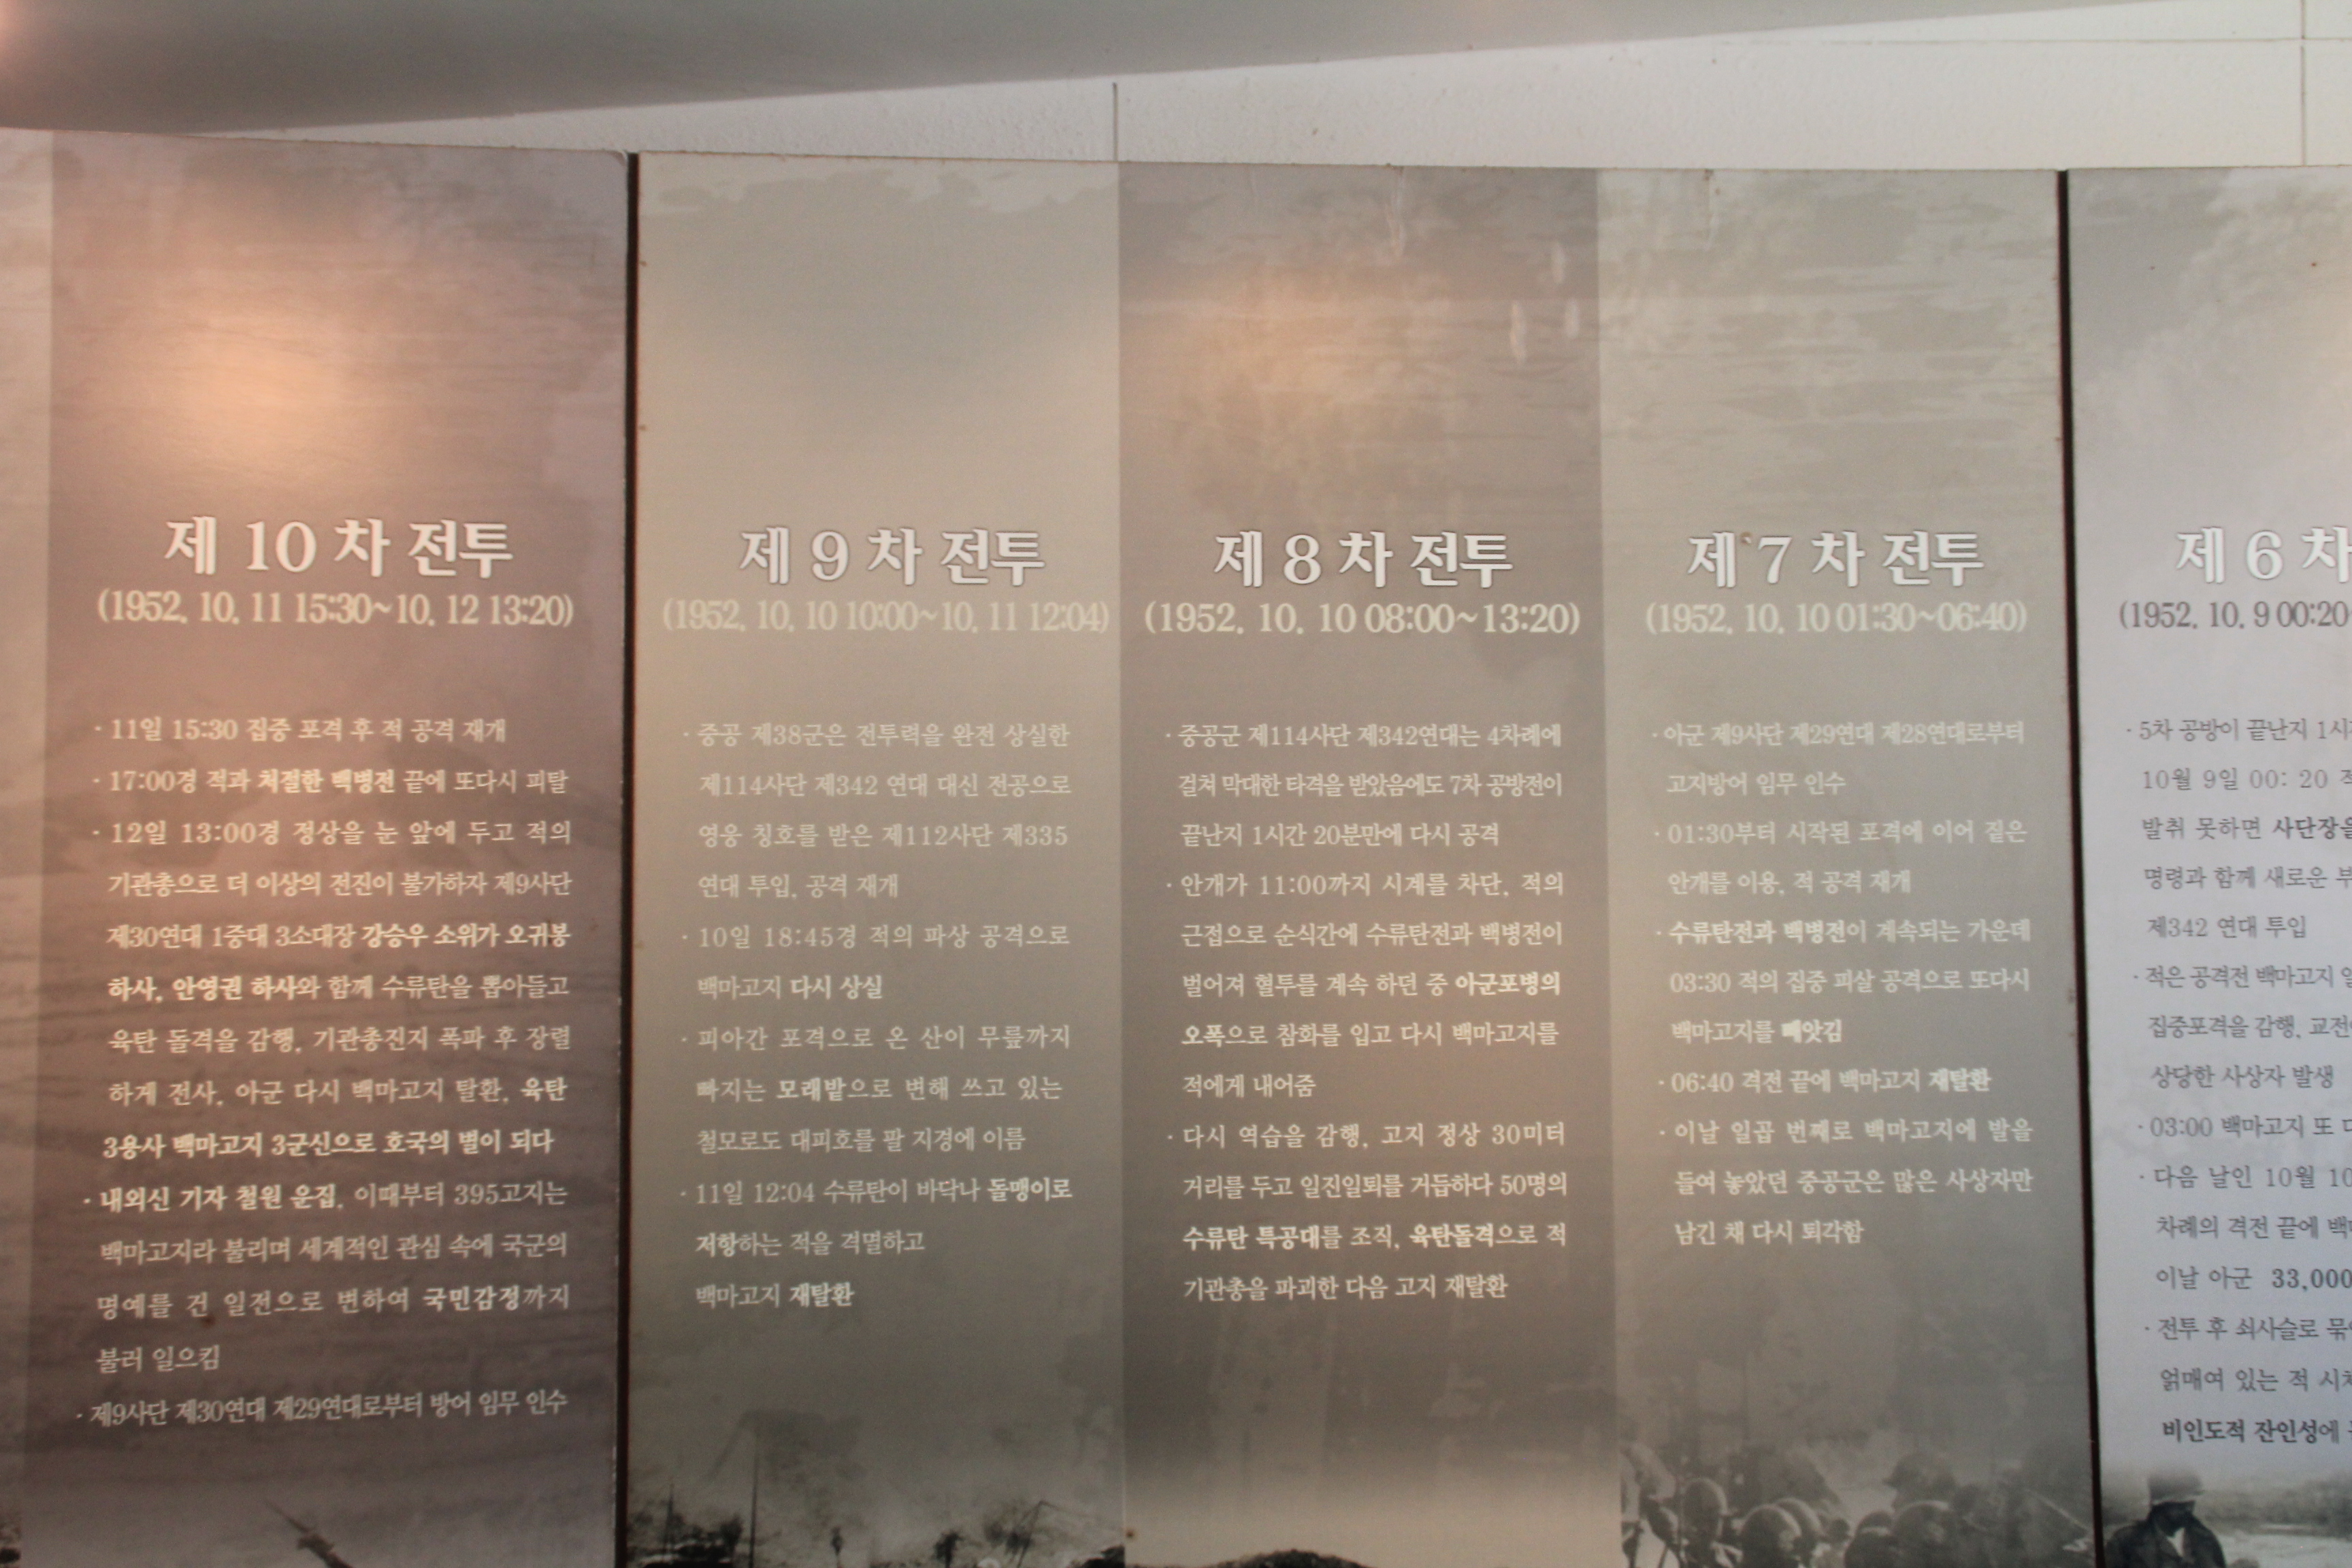 제 10 차 전투
(1952. 10. 11 15:30~10. 12 13:20)
· 11일 15:30 집중 포격 후 적 공격 재개
· 17:00경 적과 처절한 백병전 끝에 또다시 피탈
· 12일 13:00경 정상을 눈 앞에 두고 적의
기관총으로 더 이상의 전진이 불가하자 제9사단
제30연대 1중대 3소대장 강승우 소위가 오귀봉
하사, 안영권 하사와 함께 수류탄을 뽑아들고
육탄 돌격을 감행, 기관총진지 폭파 후 장렬
하게 전사, 아군 다시 백마고지 탈환, 육탄
3용사 백마고지 3군신으로 호국의 별이 되다
· 내외신 기자 철원 운집, 이때부터 395고지는
백마고지라 불리며 세계적인 관심 속에 국군의
명예를 건 일전으로 변하여 국민감정까지
불러 일으킴
· 제9사단 제30연대 제29연대로부터 방어 임무 인수
제 9 차 전투
(1952. 10. 10 10:00~10. 11 12:04)
· 중공 제38군은 전투력을 완전 상실한
제114사단 제342 연대 대신 전공으로
영웅 칭호를 받은 제112사단 제335
연대 투입, 공격 재개
· 10일 18:45경 적의 파상 공격으로
백마고지 다시 상실
· 피아간 포격으로 온 산이 무릎까지
빠지는 모래밭으로 변해 쓰고 있는
철모로도 대피호를 팔 지경에 이름
· 11일 12:04 수류탄이 바닥나 돌맹이로
저항하는 적을 격멸하고
백마고지 재탈환
제 8 차 전투
(1952. 10. 10 08:00~13:20)
· 중공군 제114사단 제342연대는 4차례에
걸쳐 막대한 타격을 받았음에도 7차 공방전이
끝난지 1시간 20분만에 다시 공격
· 안개가 11:00까지 시계를 차단, 적의
근접으로 순식간에 수류탄전과 백병전이
벌어져 혈투를 계속 하던 중 아군포병의
오폭으로 참화를 입고 다시 백마고지를
적에게 내어줌
· 다시 역습을 감행, 고지 정상 30미터
거리를 두고 일진일퇴를 거듭하다 50명의
수류탄 특공대를 조직, 육탄돌격으로 적
기관총을 파괴한 다음 고지 재탈환
제 7 차 전투
(1952. 10. 10 01:30~06:40)
· 아군 제9사단 제29연대 제28연대로부터
고지방어 임무 인수
· 01:30부터 시작된 포격에 이어 짙은
안개를 이용, 적 공격 재개
· 수류탄전과 백병전이 계속되는 가운데
03:30 적의 집중 피살 공격으로 또다시
백마고지를 빼앗김
· 06:40 격전 끝에 백마고지 재탈환
· 이날 일곱 번째로 백마고지에 발을
들여 놓았던 중공군은 많은 사상자만
남긴 채 다시 퇴각함
제 6 차
(1952. 10. 9 00:20
· 5차 공방이 끝난지 1시
10월 9일 00: 20
발취 못하면 사단장을
명령과 함께 새로운
제342 연대 투입
· 적은 공격전 백마고지
집중포격을 감행, 교전
상당한 사상자 발생
· 03:00 백마고지 또
· 다음 날인 10월 10
차례의 격전 끝에 백
이날 아군 33,000
· 전투 후 쇠사슬로
얽매여 있는 적 시
비인도적 잔인성에